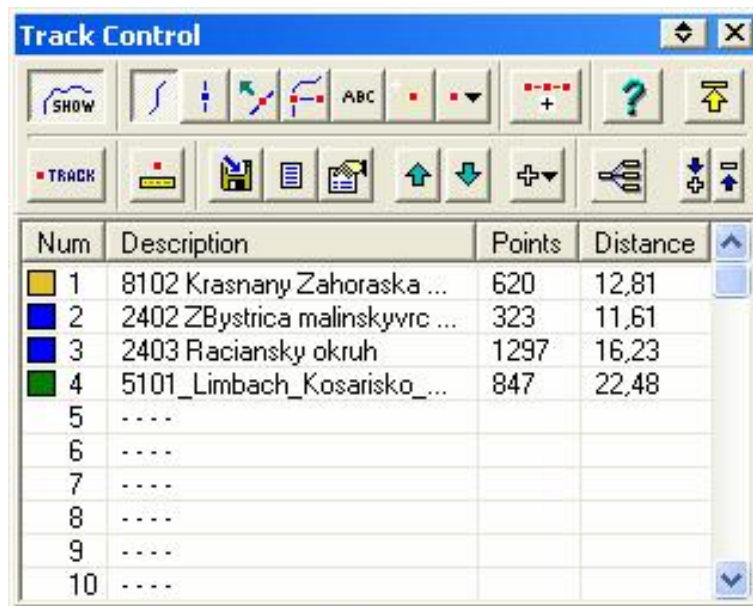 Track Control
SHOW ABC
TRACK
Num Description Points Distance
1 8102 Krasnany Zahoraska ... 620 12,81
2 2402 ZBystrica malinskyvrc ... 323 11,61
3 2403 Raciansky okruh 1297 16,23
4 5101_Limbach_Kosarisko_... 847 22,48
5 - - - -
6 - - - -
7 - - - -
8 - - - -
9 - - - -
10 - - - -